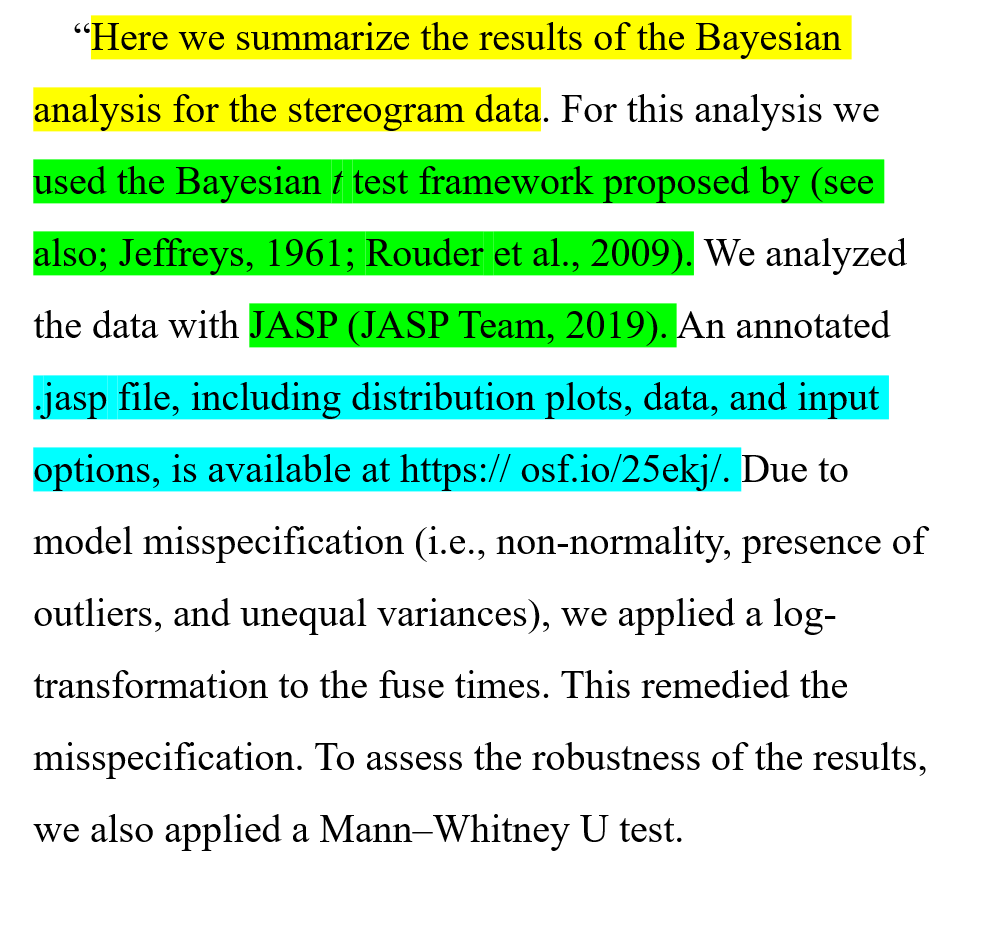 “Here we summarize the results of the Bayesian
analysis for the stereogram data. For this analysis we
used the Bayesian t test framework proposed by (see
also; Jeffreys, 1961; Rouder et al., 2009). We analyzed
the data with JASP (JASP Team, 2019). An annotated
.jasp file, including distribution plots, data, and input
options, is available at https:// osf.io/25ekj/. Due to
model misspecification (i.e., non-normality, presence of
outliers, and unequal variances), we applied a log-
transformation to the fuse times. This remedied the
misspecification. To assess the robustness of the results,
we also applied a Mann–Whitney U test.